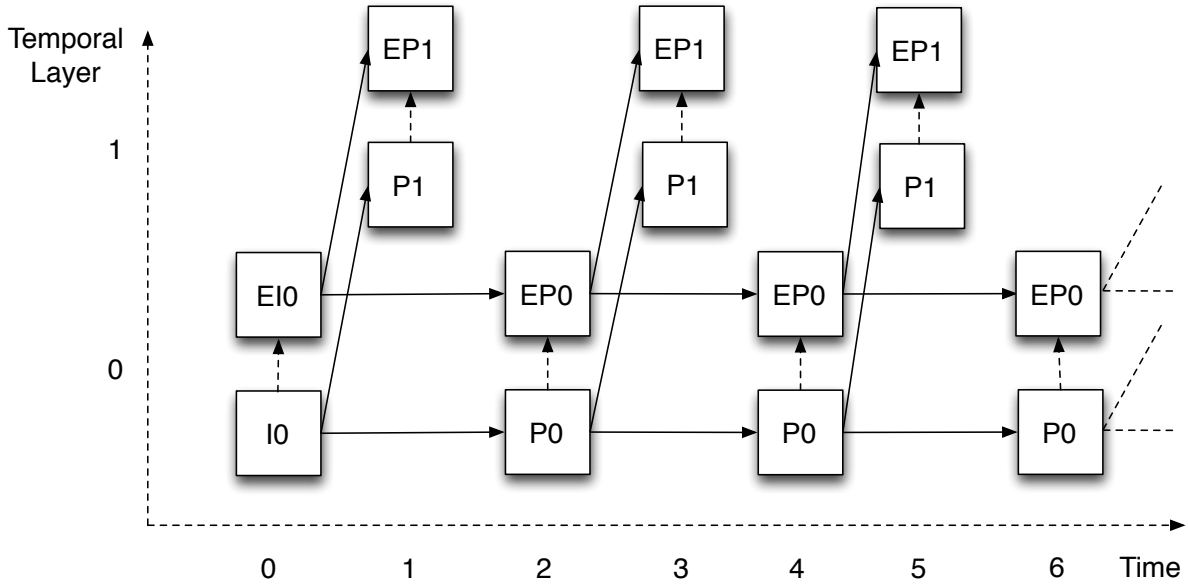 Temporal
Layer
EP1 EP1 EP1
1
P1 P1 P1
EI0 EP0 EP0 EP0
0
I0 P0 P0 P0
0 1 2 3 4 5 6 Time